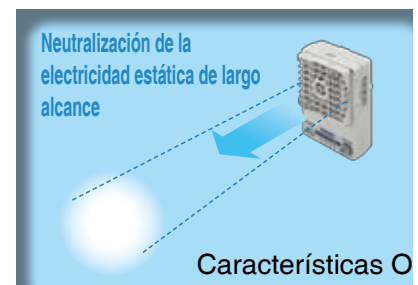 Neutralización de la
electricidad estática de largo
alcance
Características O